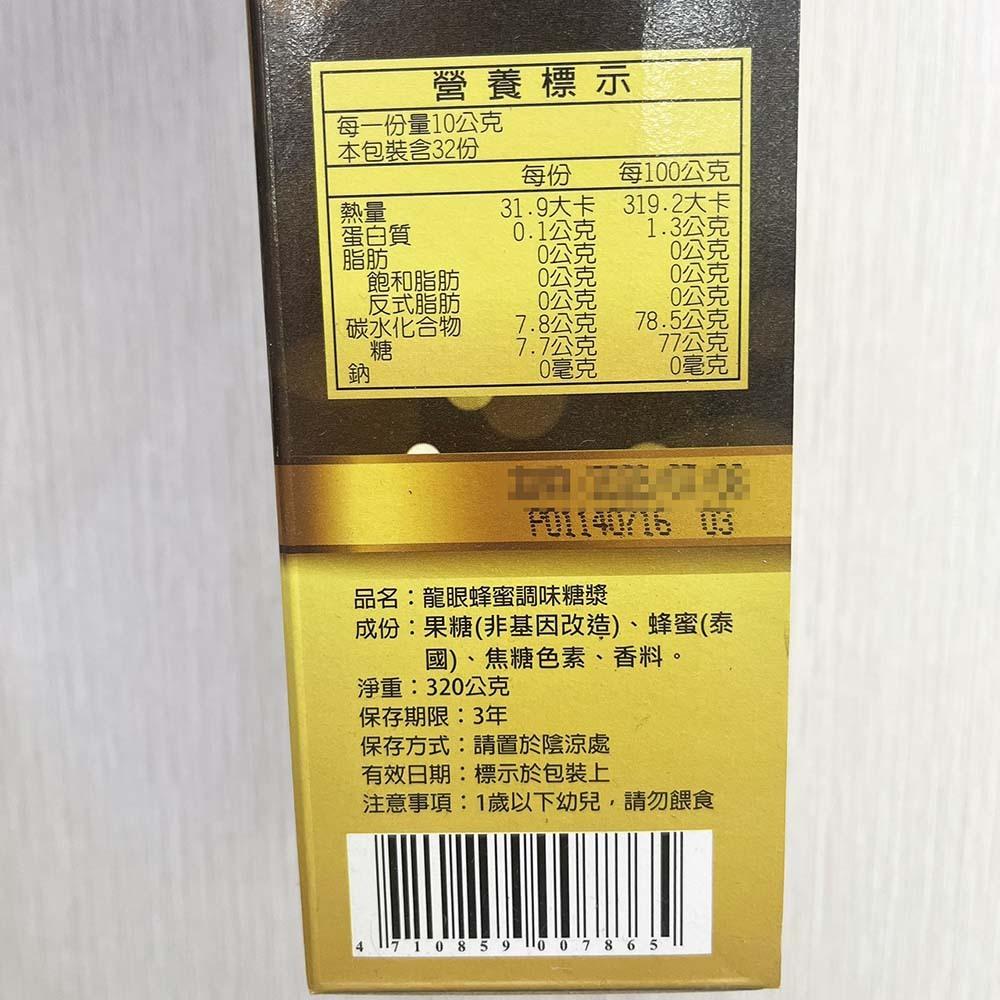 營養標示
每一份量10公克
本包裝含32份
每份 每100公克
熱量 31.9大卡 319.2大卡
蛋白質 0.1公克 1.3公克
脂肪 0公克 0公克
飽和脂肪 0公克 0公克
反式脂肪 0公克 0公克
碳水化合物 7.8公克 78.5公克
糖 7.7公克 77公克
鈉 0毫克 0毫克
P01140716 03
品名：龍眼蜂蜜調味糖漿
成份：果糖(非基因改造)、蜂蜜(泰
國)、焦糖色素、香料。
淨重：320公克
保存期限：3年
保存方式：請置於陰涼處
有效日期：標示於包裝上
注意事項：1歲以下幼兒，請勿餵食
4 710859 007865